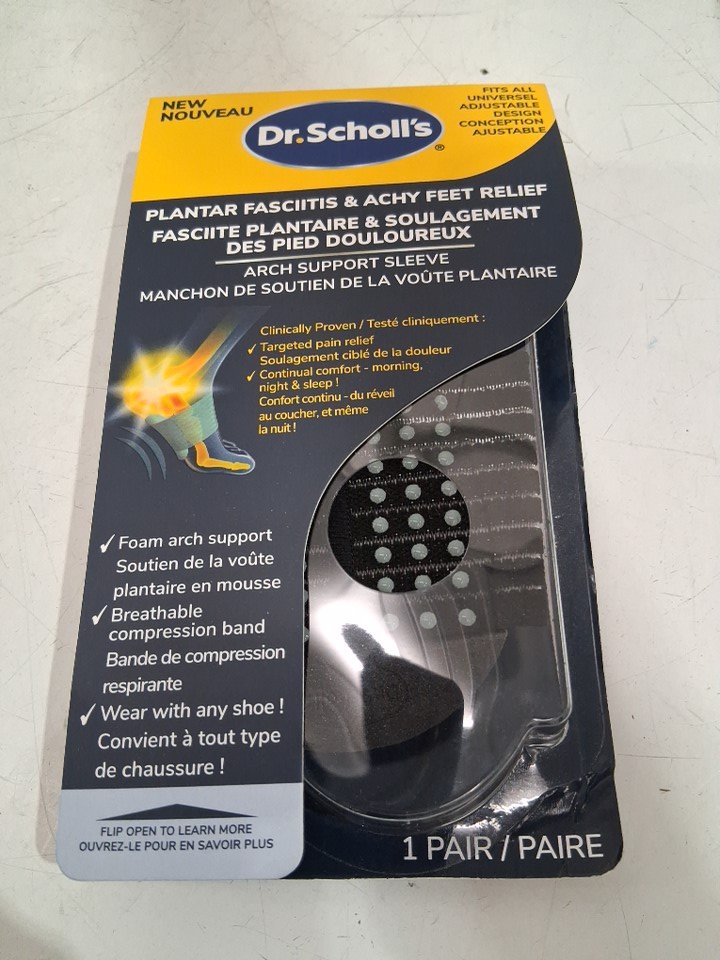 NEW
NOUVEAU
Dr.Scholl's®
FITS ALL
UNIVERSEL
ADJUSTABLE
DESIGN
CONCEPTION
AJUSTABLE
PLANTAR FASCIITIS & ACHY FEET RELIEF
FASCIITE PLANTAIRE & SOULAGEMENT
DES PIED DOULOUREUX
ARCH SUPPORT SLEEVE
MANCHON DE SOUTIEN DE LA VOÛTE PLANTAIRE
Clinically Proven / Testé cliniquement :
✓ Targeted pain relief
Soulagement ciblé de la douleur
✓ Continual comfort - morning,
night & sleep !
Confort continu - du réveil
au coucher, et même
la nuit !
✓ Foam arch support
Soutien de la voûte
plantaire en mousse
✓ Breathable
compression band
Bande de compression
respirante
✓ Wear with any shoe !
Convient à tout type
de chaussure !
FLIP OPEN TO LEARN MORE
OUVREZ-LE POUR EN SAVOIR PLUS
1 PAIR / PAIRE